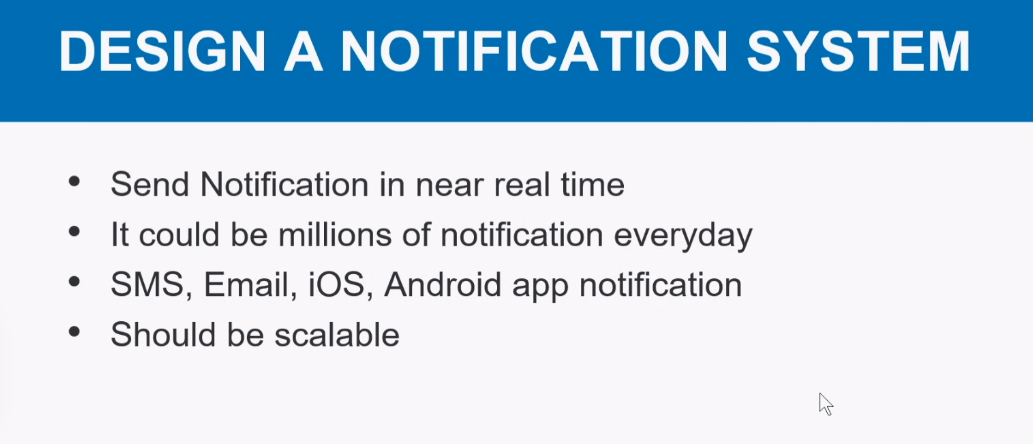 DESIGN A NOTIFICATION SYSTEM
• Send Notification in near real time
• It could be millions of notification everyday
• SMS, Email, iOS, Android app notification
• Should be scalable